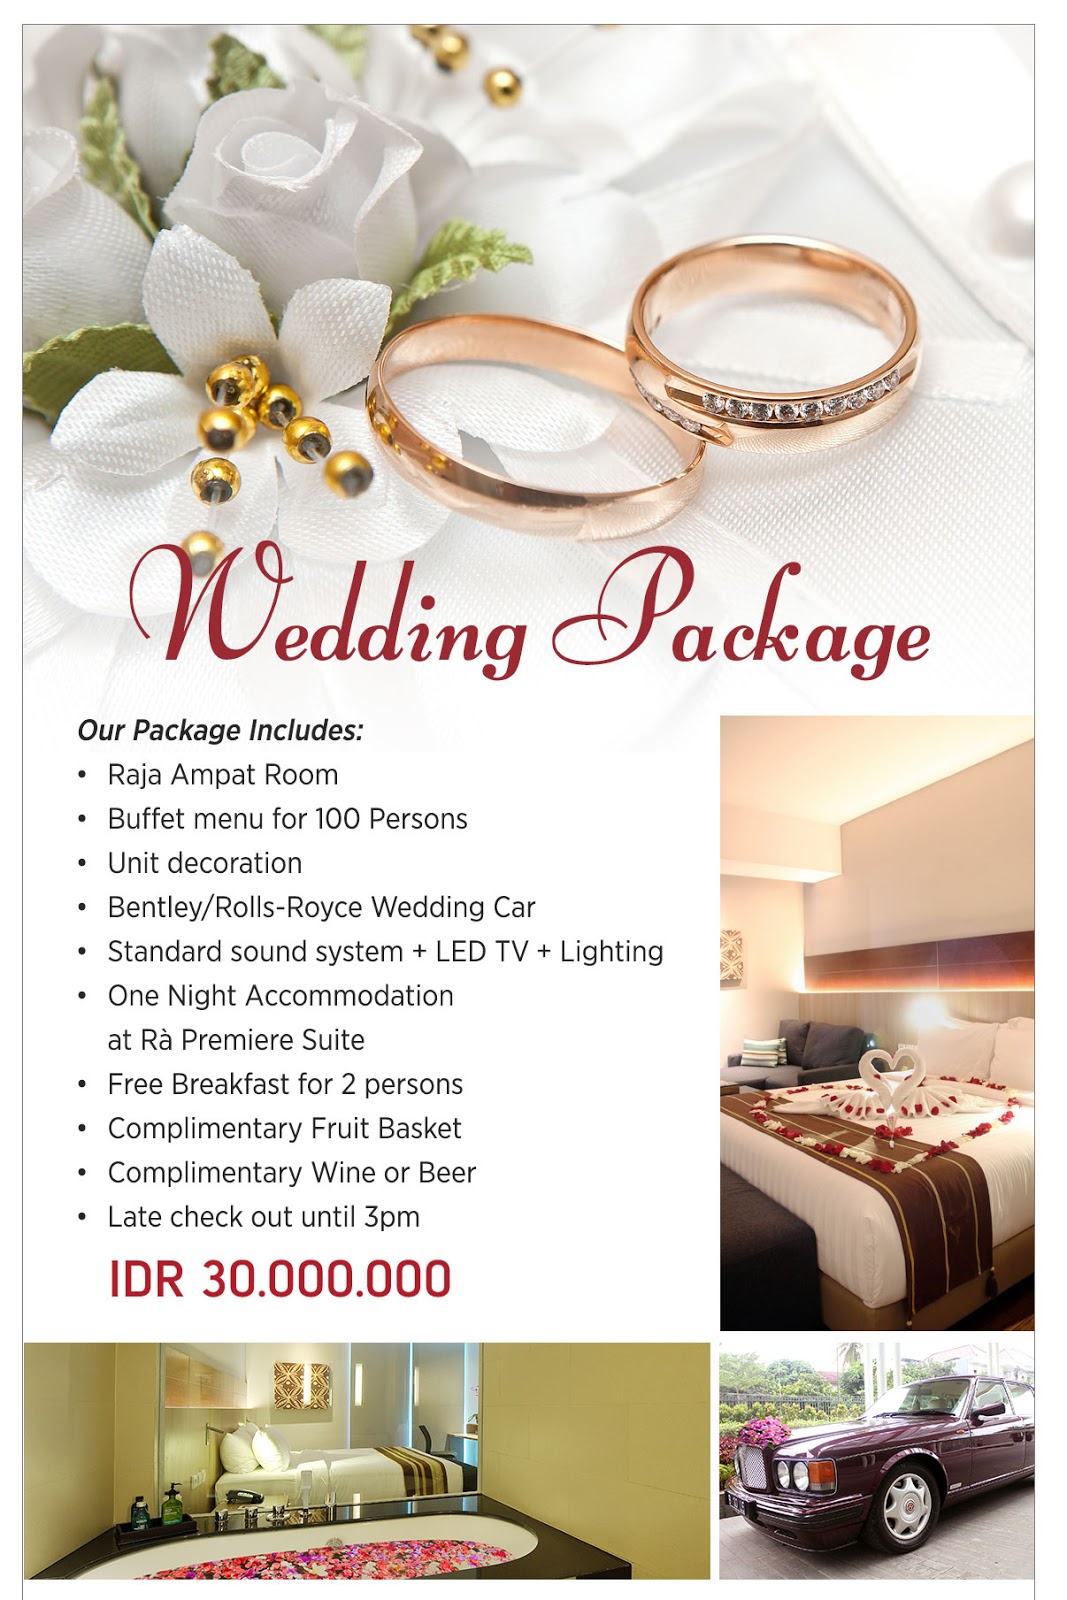 Wedding Package
Our Package Includes:
• Raja Ampat Room
• Buffet menu for 100 Persons
• Unit decoration
• Bentley/Rolls-Royce Wedding Car
• Standard sound system + LED TV + Lighting
• One Night Accommodation
at Rà Premiere Suite
• Free Breakfast for 2 persons
• Complimentary Fruit Basket
• Complimentary Wine or Beer
• Late check out until 3pm
IDR 30.000.000